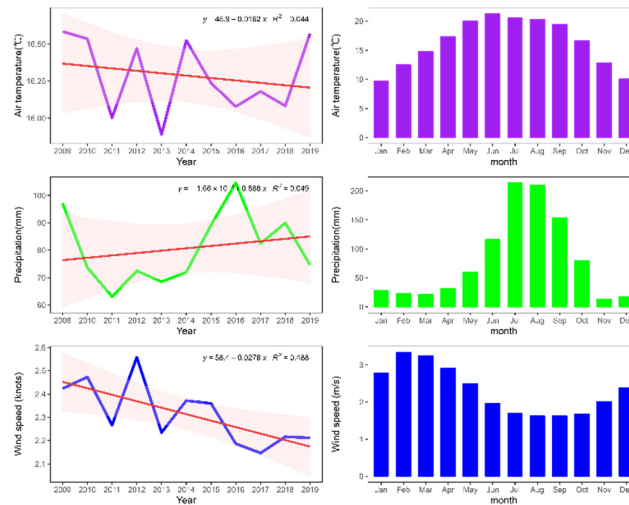 y = 48.9 − 0.0162 x R² = 0.044
Air temperature(℃)
16.50
16.25
16.00
2009 2010 2011 2012 2013 2014 2015 2016 2017 2018 2019
Year
Air temperature(℃)
20
15
10
5
0
Jan Feb Mar Apr May Jun Jul Aug Sep Oct Nov
month
0.888 x R² = 0.049
Precipitation(mm)
100
90
80
70
60
2009 2010 2011 2012 2013 2014 2015 2016 2017 2018 2019
Year
Precipitation(mm)
200
150
100
50
0
Jan Feb Mar Apr May Jun Jul Aug Sep Oct Nov
month
y = 58.4 − 0.0278 x R² = 0.488
Wind speed (knots)
2.6
2.5
2.4
2.3
2.2
2.1
2009 2010 2011 2012 2013 2014 2015 2016 2017 2018 2019
Year
Wind speed (m/s)
3
2
1
0
Jan Feb Mar Apr May Jun Jul Aug Sep Oct Nov
month